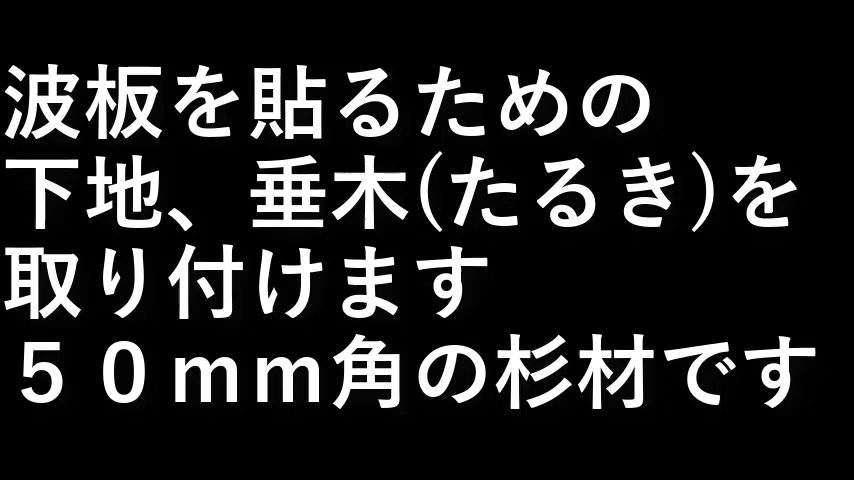 波板を貼るための
下地、垂木(たるき)を
取り付けます
５０ｍｍ角の杉材です